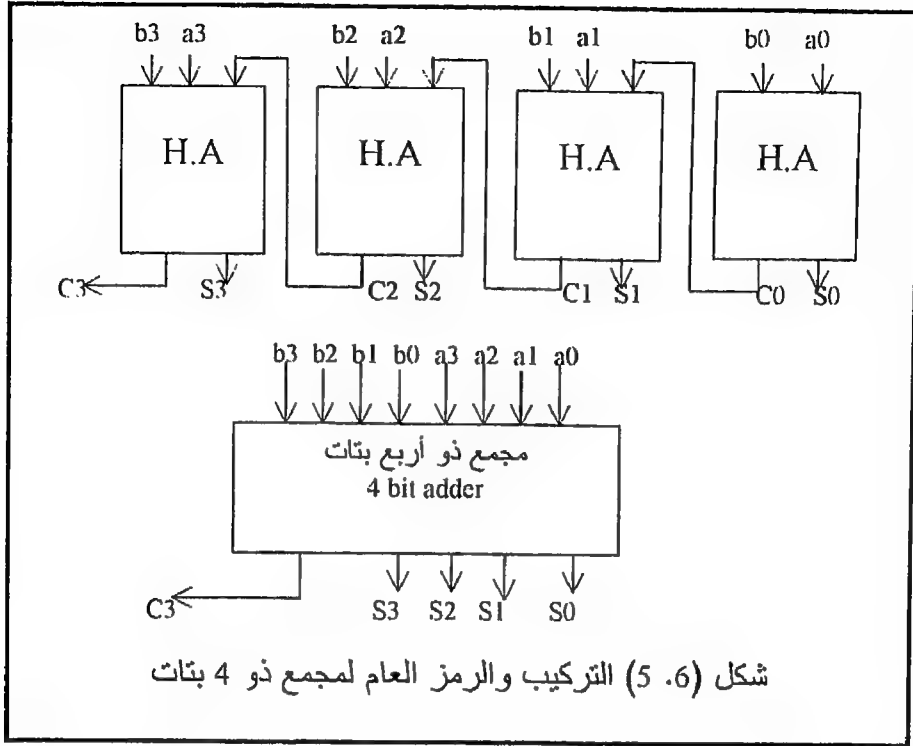 b3 a3 b2 a2 b1 a1 b0 a0
H.A H.A H.A H.A
C3 S3 C2 S2 C1 S1 C0 S0
b3 b2 b1 b0 a3 a2 a1 a0
مجمع ذو أربع بتات
4 bit adder
C3 S3 S2 S1 S0
شكل (6. 5) التركيب والرمز العام لمجمع ذو 4 بتات